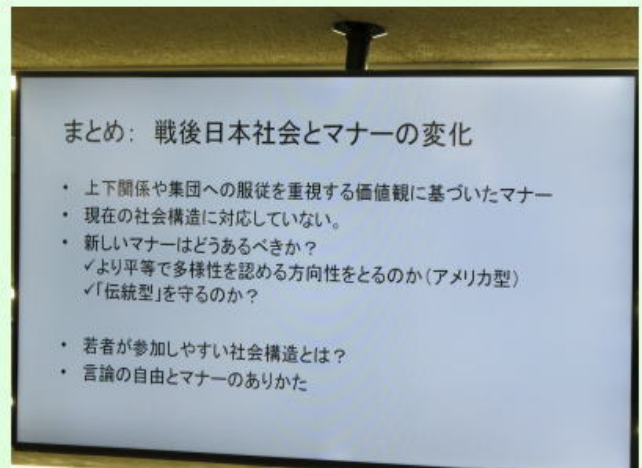 まとめ： 戦後日本社会とマナーの変化
・ 上下関係や集団への服従を重視する価値観に基づいたマナー
・ 現在の社会構造に対応していない。
・ 新しいマナーはどうあるべきか？
✓より平等で多様性を認める方向性をとるのか（アメリカ型）
✓「伝統型」を守るのか？
・ 若者が参加しやすい社会構造とは？
・ 言論の自由とマナーのありかた